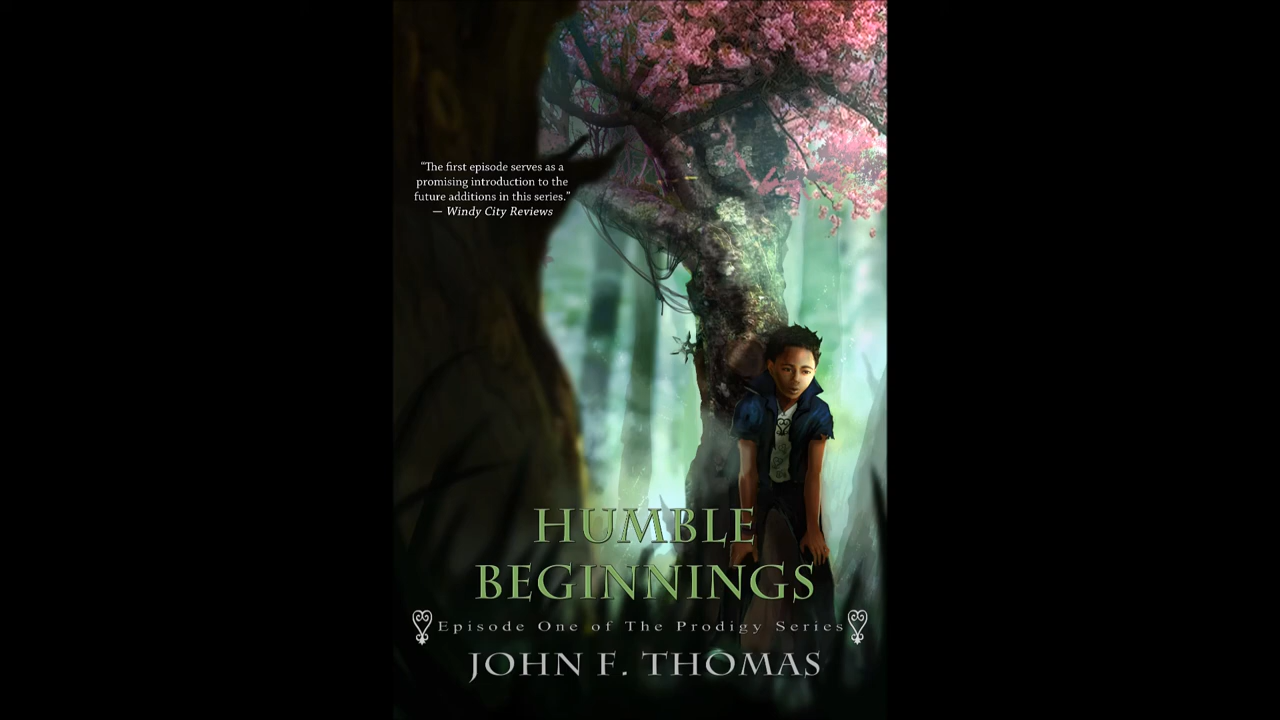 “The first episode serves as a
promising introduction to the
future additions in this series.”
— Windy City Reviews
HUMBLE
BEGINNINGS
Episode One of The Prodigy Series
JOHN F. THOMAS